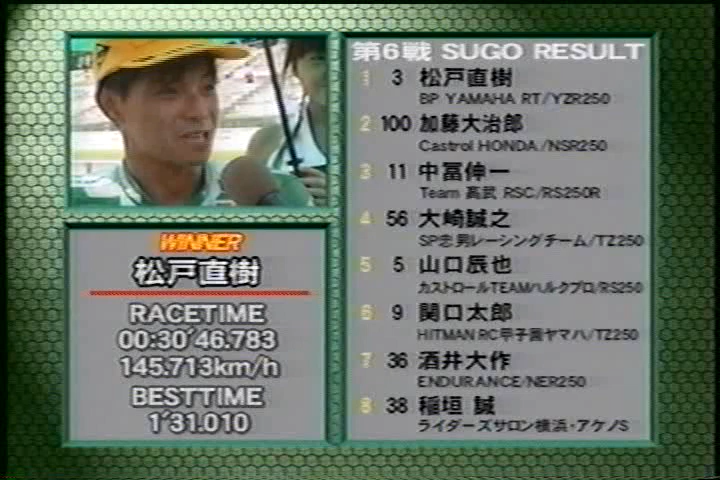 WINNER
松戸直樹
RACETIME
00:30´46.783
145.713km/h
BESTTIME
1´31.010
第6戦 SUGO RESULT
1 3 松戸直樹
BP YAMAHA RT/YZR250
2 100 加藤大治郎
Castrol HONDA/NSR250
3 11 中冨伸一
Team 高武 RSC/RS250R
4 56 大崎誠之
SP忠男レーシングチーム/TZ250
5 5 山口辰也
カストロールTEAMハルクプロ/RS250
6 9 関口太郎
HITMAN RC甲子園ヤマハ/TZ250
7 36 酒井大作
ENDURANCE/NER250
8 38 稲垣 誠
ライダーズサロン横浜・アケノS